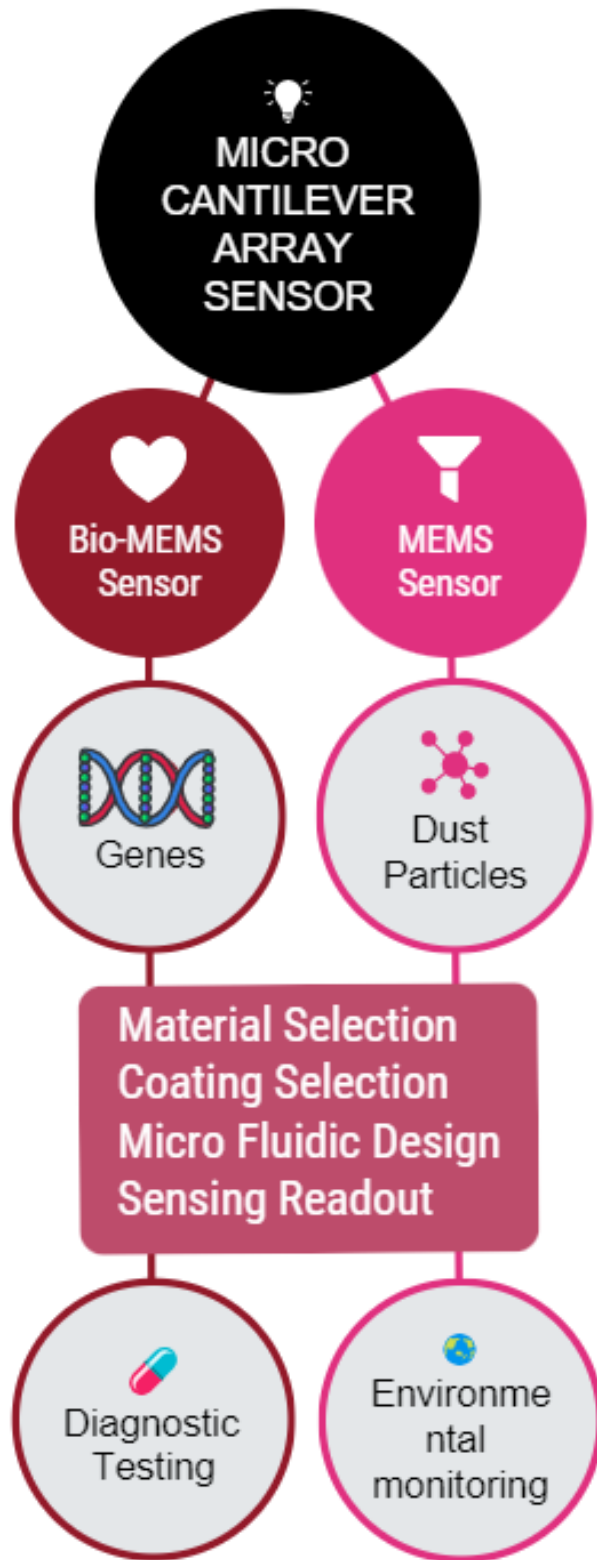 MICRO
CANTILEVER
ARRAY
SENSOR
Bio-MEMS
Sensor
MEMS
Sensor
Genes
Dust
Particles
Material Selection
Coating Selection
Micro Fluidic Design
Sensing Readout
Diagnostic
Testing
Environme
ntal
monitoring